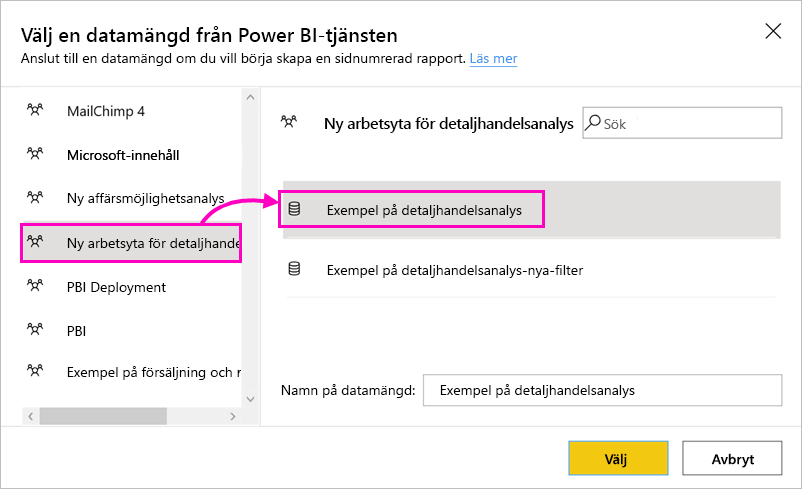 Välj en datamängd från Power BI-tjänsten
Anslut till en datamängd om du vill börja skapa en sidnumrerad rapport. Läs mer
MailChimp 4
Microsoft-innehåll
Ny affärsmöjlighetsanalys
Ny arbetsyta för detaljhande
PBI Deployment
PBI
Exempel på försäljning och r
Ny arbetsyta för detaljhandelsanalys
Sök
Exempel på detaljhandelsanalys
Exempel på detaljhandelsanalys-nya-filter
Namn på datamängd: Exempel på detaljhandelsanalys
Välj
Avbryt